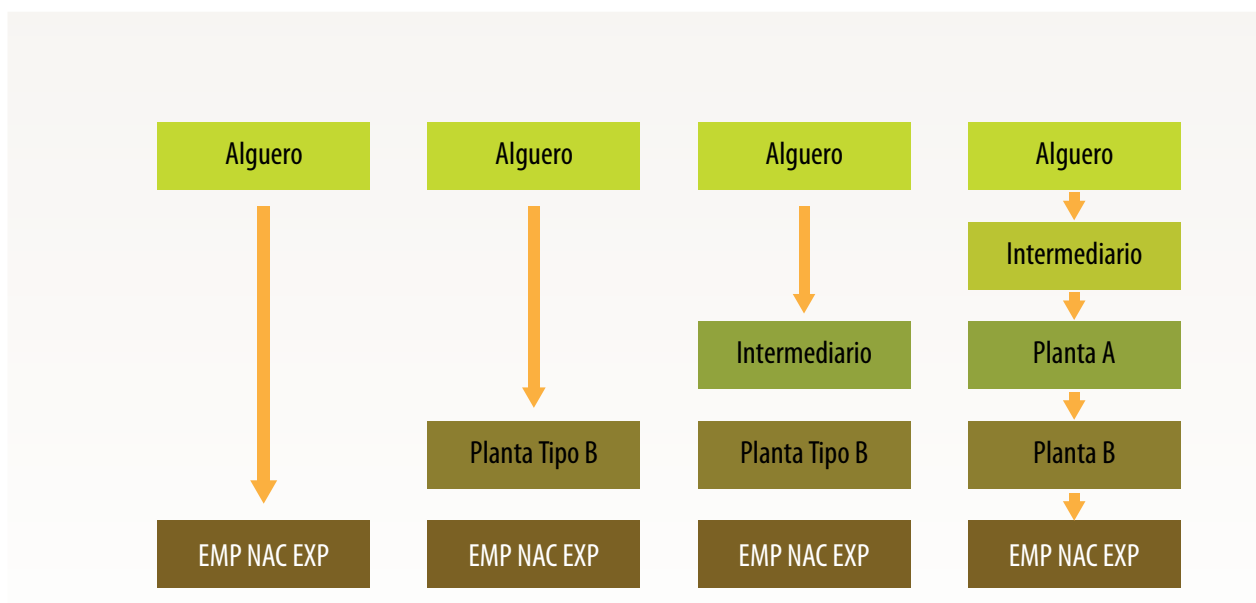 Alguero
Alguero
Alguero
Alguero
Intermediario
Intermediario
Planta A
Planta Tipo B
Planta Tipo B
Planta B
EMP NAC EXP
EMP NAC EXP
EMP NAC EXP
EMP NAC EXP